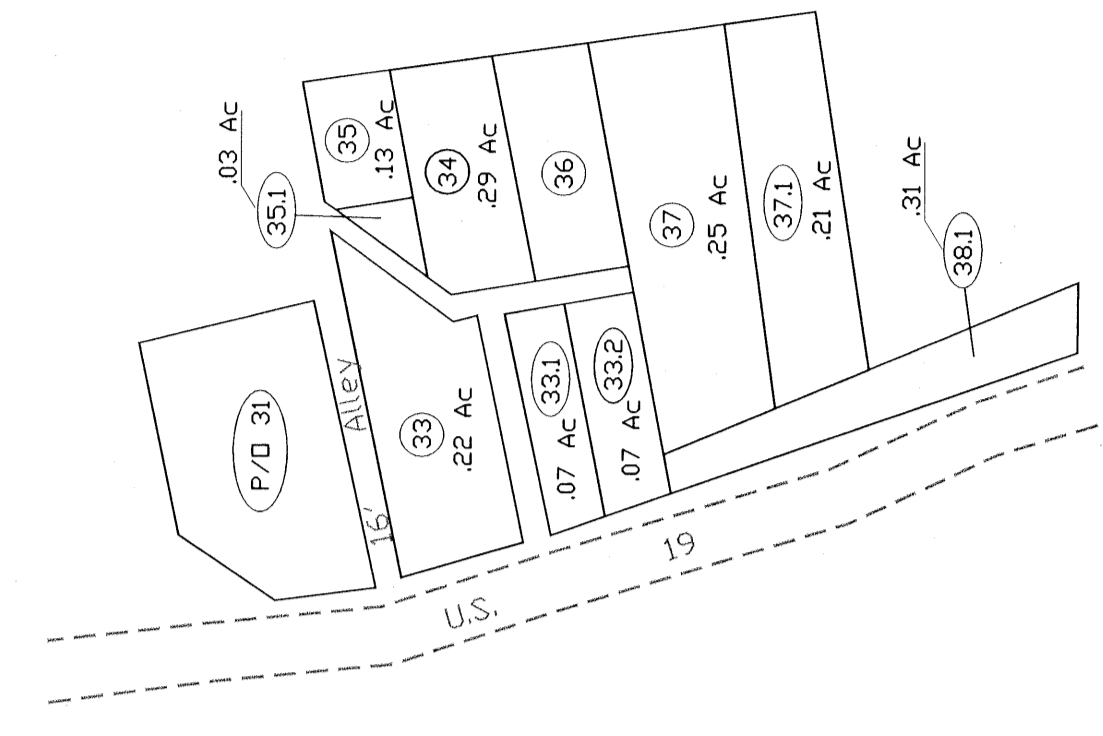 .03 Ac
35.1
35
.13 Ac
34
.29 Ac
36
37
.25 Ac
37.1
.21 Ac
.31 Ac
38.1
P/O 31
16' Alley
33
.22 Ac
33.1
.07 Ac
33.2
.07 Ac
U.S. 19